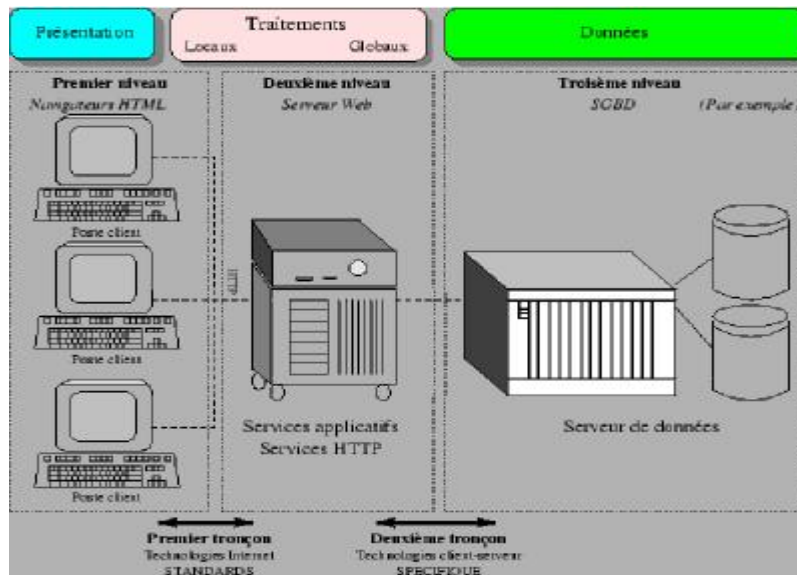 Présentation
Traitements
Locaux Globaux
Données
Premier niveau
Navigateurs HTML
Deuxième niveau
Serveur Web
Troisième niveau
SGBD (Par exemple)
Poste client
Poste client
Poste client
HTTP
Services applicatifs
Services HTTP
Serveur de données
Premier tronçon
Technologies Internet
STANDARDS
Deuxième tronçon
Technologies client-serveur
SPECIFIQUE